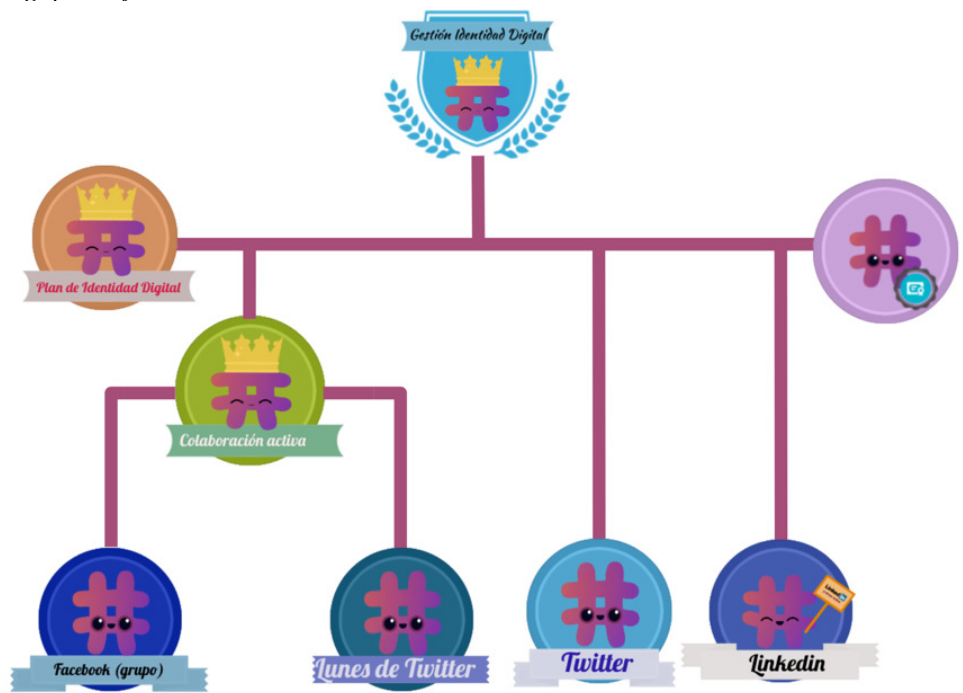 Gestión Identidad Digital
Plan de Identidad Digital
Colaboración activa
Facebook (grupo)
Lunes de Twitter
Twitter
Linkedin